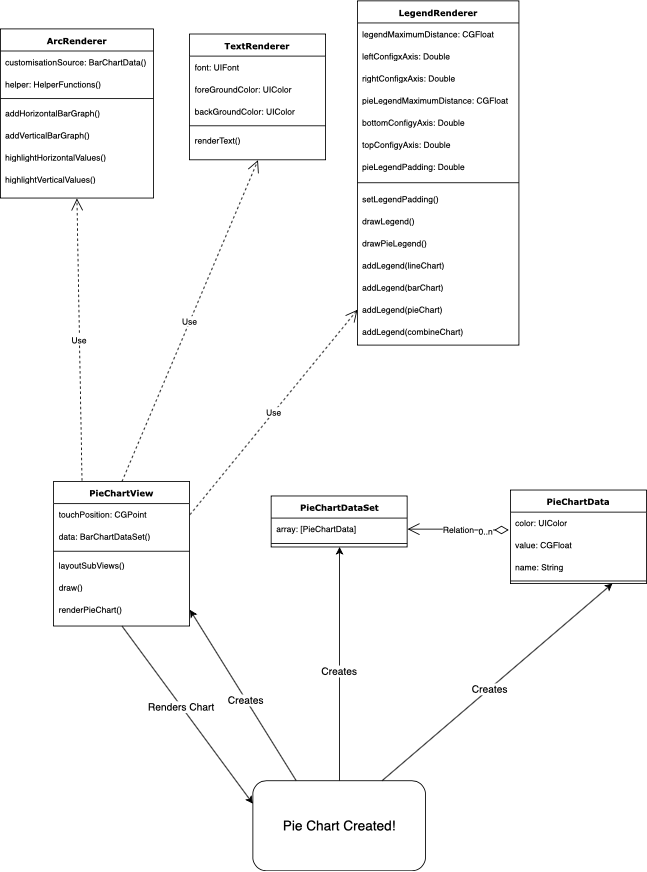 ArcRenderer
customisationSource: BarChartData()
helper: HelperFunctions()
addHorizontalBarGraph()
addVerticalBarGraph()
highlightHorizontalValues()
highlightVerticalValues()
TextRenderer
font: UIFont
foreGroundColor: UIColor
backGroundColor: UIColor
renderText()
LegendRenderer
legendMaximumDistance: CGFloat
leftConfigxAxis: Double
rightConfigxAxis: Double
pieLegendMaximumDistance: CGFloat
bottomConfigyAxis: Double
topConfigyAxis: Double
pieLegendPadding: Double
setLegendPadding()
drawLegend()
drawPieLegend()
addLegend(lineChart)
addLegend(barChart)
addLegend(pieChart)
addLegend(combineChart)
Use
Use
Use
PieChartView
touchPosition: CGPoint
data: BarChartDataSet()
layoutSubViews()
draw()
renderPieChart()
PieChartDataSet
array: [PieChartData]
Relation
0..n
PieChartData
color: UIColor
value: CGFloat
name: String
Renders Chart
Creates
Creates
Creates
Pie Chart Created!